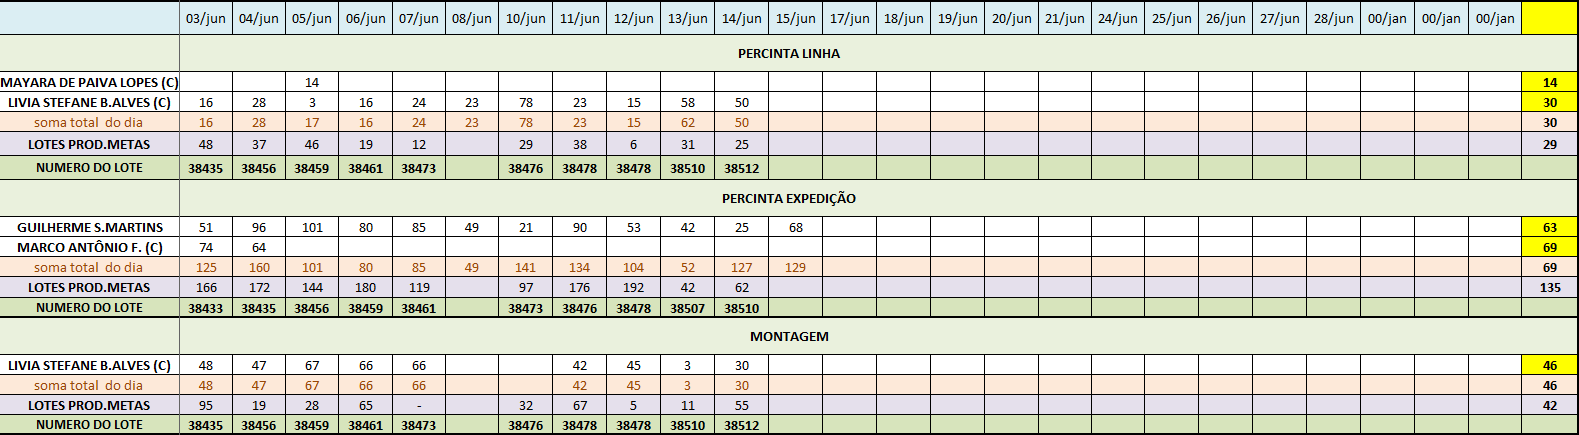 03/jun 04/jun 05/jun 06/jun 07/jun 08/jun 10/jun 11/jun 12/jun 13/jun 14/jun 15/jun 17/jun 18/jun 19/jun 20/jun 21/jun 24/jun 25/jun 26/jun 27/jun 28/jun 00/jan 00/jan 00/jan
PERCINTA LINHA
MAYARA DE PAIVA LOPES (C) 14 14
LIVIA STEFANE B.ALVES (C) 16 28 3 16 24 23 78 23 15 58 50 30
soma total do dia 16 28 17 16 24 23 78 23 15 62 50 30
LOTES PROD.METAS 48 37 46 19 12 29 38 6 31 25 29
NUMERO DO LOTE 38435 38456 38459 38461 38473 38476 38478 38478 38510 38512
PERCINTA EXPEDIÇÃO
GUILHERME S.MARTINS 51 96 101 80 85 49 21 90 53 42 25 68 63
MARCO ANTÔNIO F. (C) 74 64 69
soma total do dia 125 160 101 80 85 49 141 134 104 52 127 129 69
LOTES PROD.METAS 166 172 144 180 119 97 176 192 42 62 135
NUMERO DO LOTE 38433 38435 38456 38459 38461 38473 38476 38478 38507 38510
MONTAGEM
LIVIA STEFANE B.ALVES (C) 48 47 67 66 66 42 45 3 30 46
soma total do dia 48 47 67 66 66 42 45 3 30 46
LOTES PROD.METAS 95 19 28 65 - 32 67 5 11 55 42
NUMERO DO LOTE 38435 38456 38459 38461 38473 38476 38478 38478 38510 38512